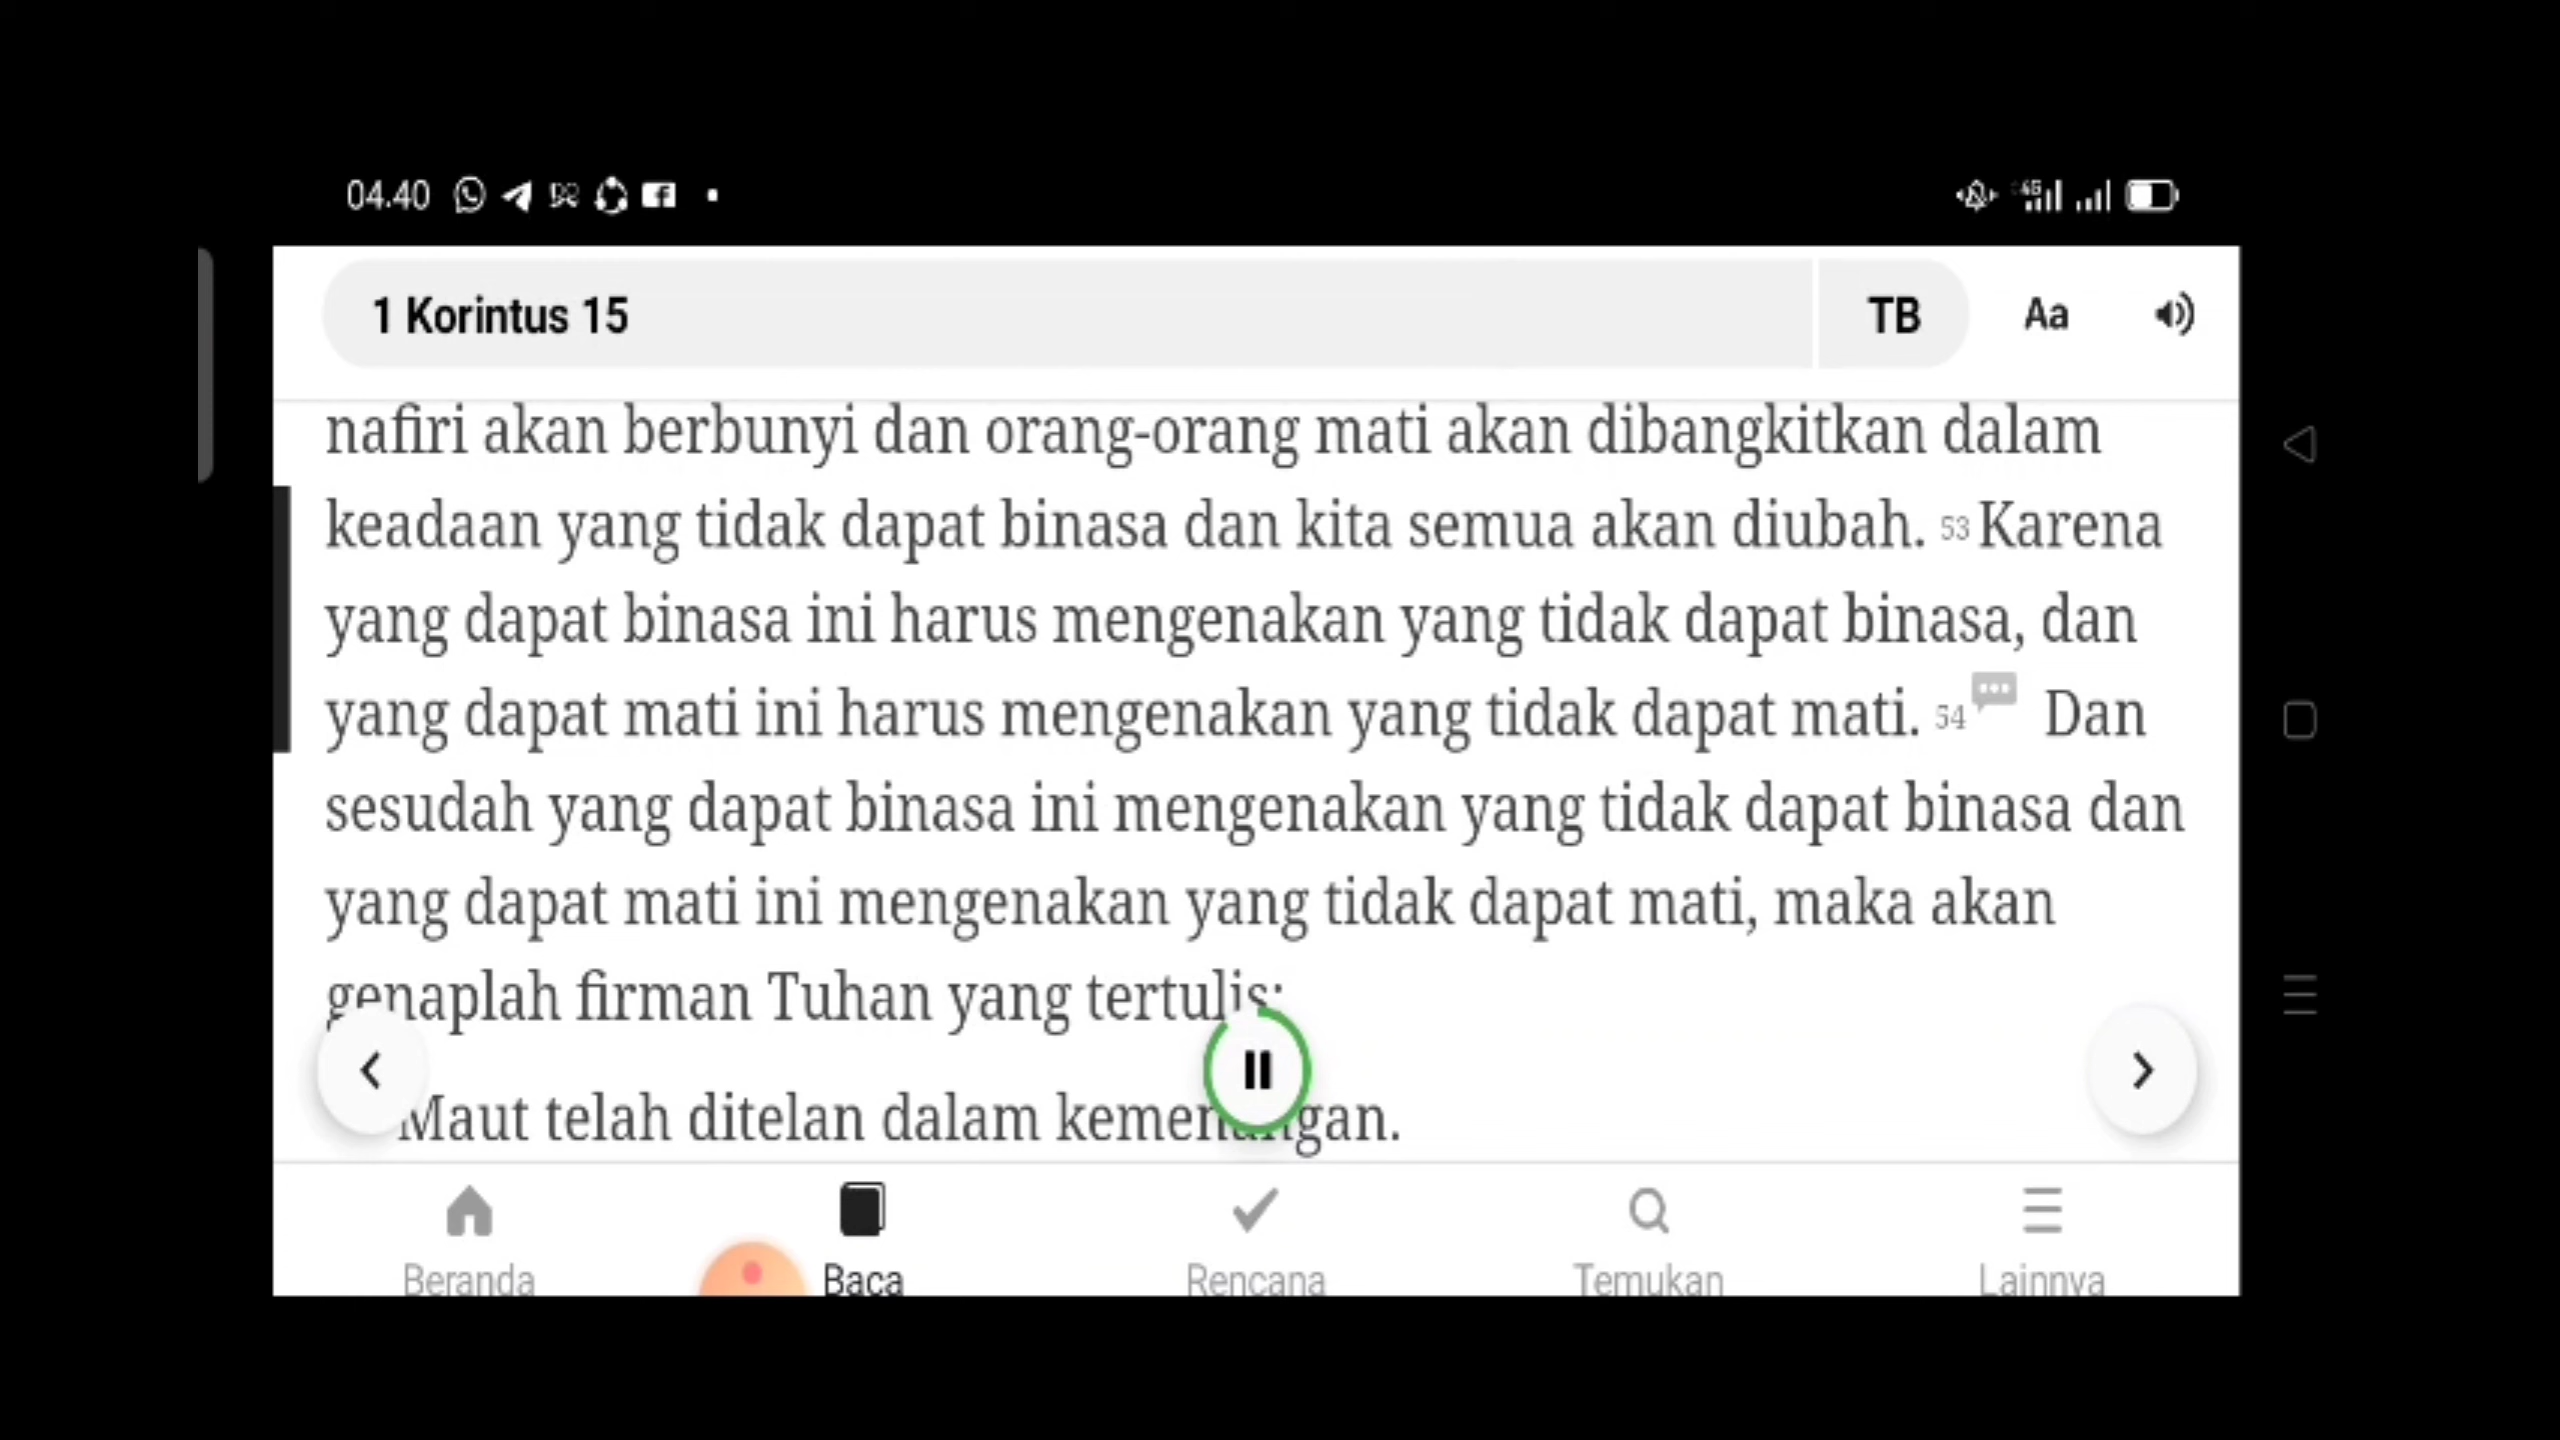 04.40
1 Korintus 15 TB Aa
nafiri akan berbunyi dan orang-orang mati akan dibangkitkan dalam
keadaan yang tidak dapat binasa dan kita semua akan diubah. 53 Karena
yang dapat binasa ini harus mengenakan yang tidak dapat binasa, dan
yang dapat mati ini harus mengenakan yang tidak dapat mati. 54 Dan
sesudah yang dapat binasa ini mengenakan yang tidak dapat binasa dan
yang dapat mati ini mengenakan yang tidak dapat mati, maka akan
genaplah firman Tuhan yang tertulis:
Maut telah ditelan dalam kemenangan.
Beranda Baca Rencana Temukan Lainnya